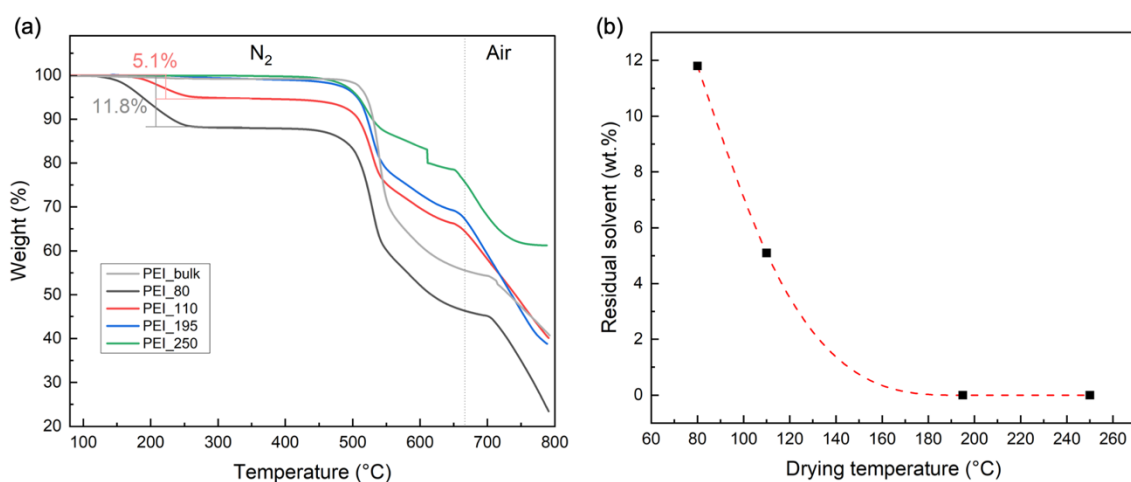 (a)
N₂
Air
5.1%
11.8%
100
90
80
70
60
50
40
30
20
Weight (%)
PEI_bulk
PEI_80
PEI_110
PEI_195
PEI_250
100 200 300 400 500 600 700 800
Temperature (°C)
(b)
12
10
8
6
4
2
0
Residual solvent (wt.%)
60 80 100 120 140 160 180 200 220 240 260
Drying temperature (°C)